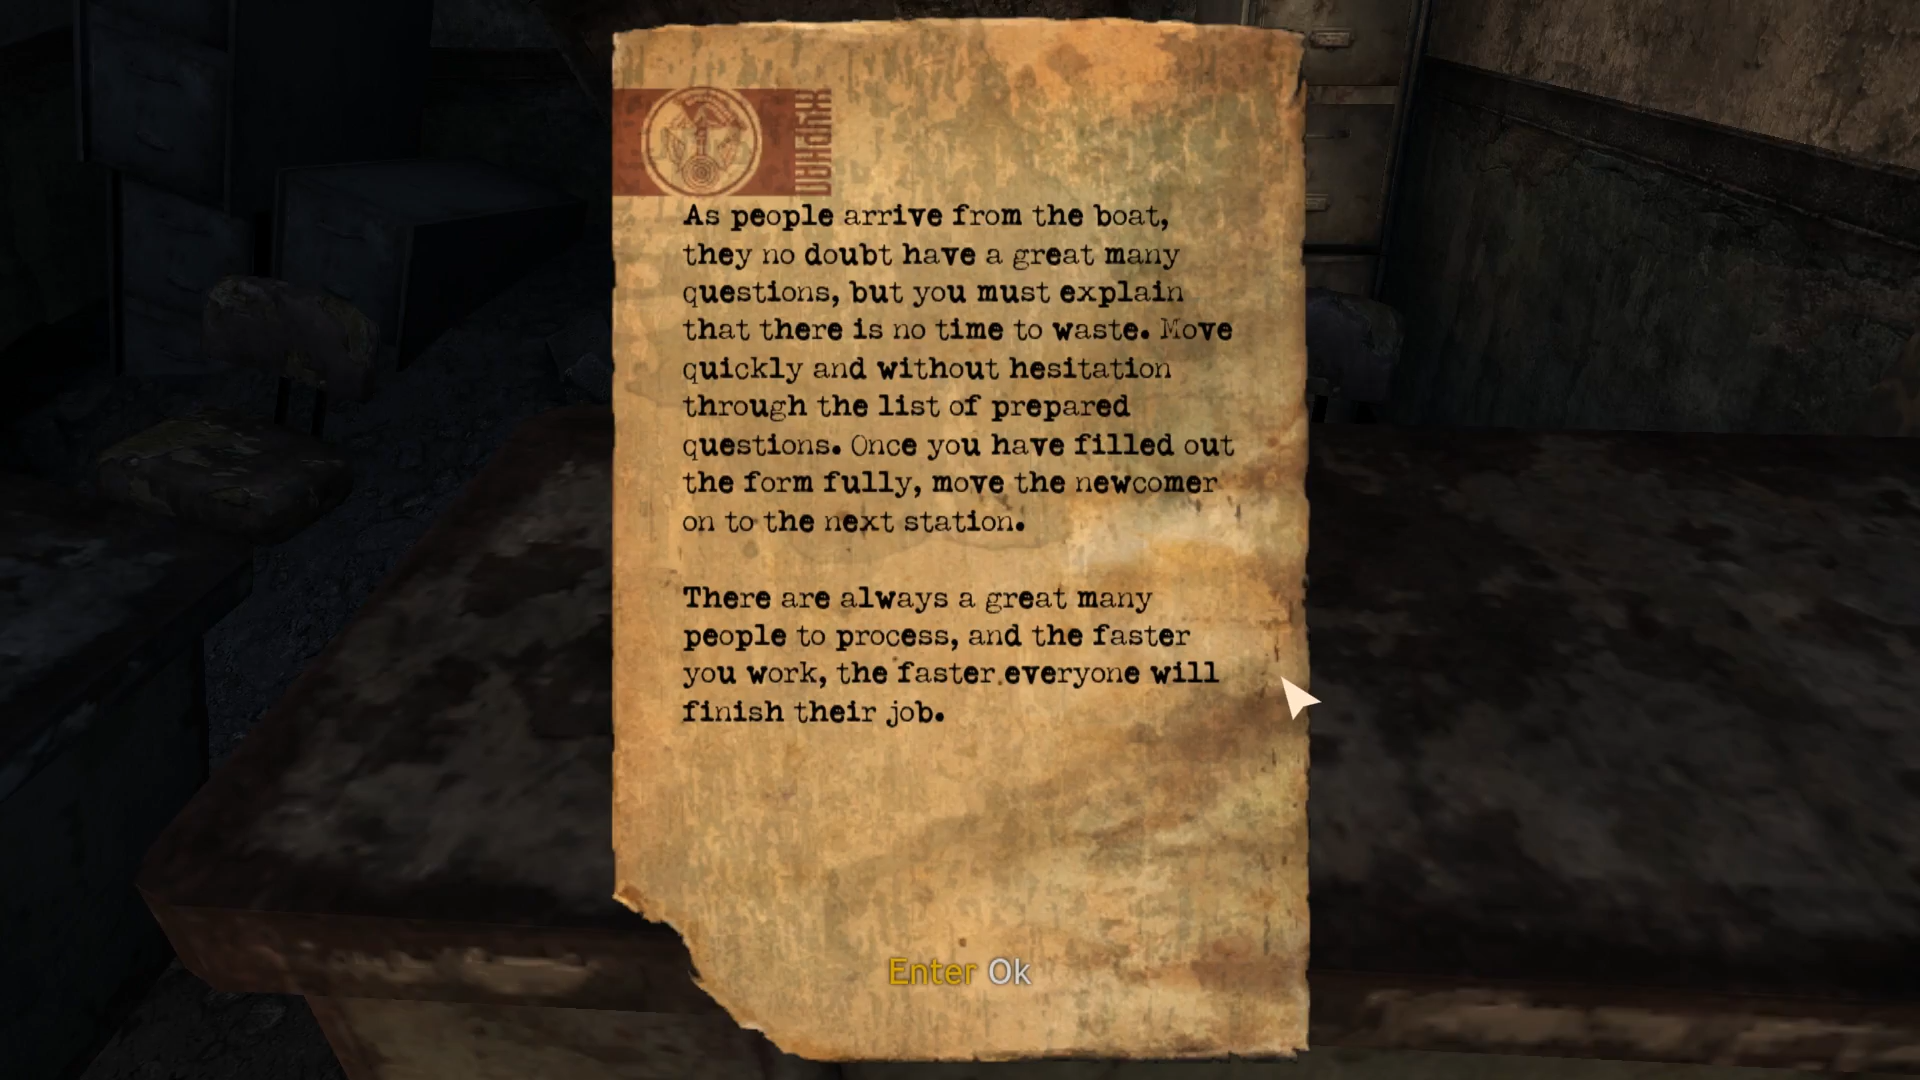 As people arrive from the boat,
they no doubt have a great many
questions, but you must explain
that there is no time to waste. Move
quickly and without hesitation
through the list of prepared
questions. Once you have filled out
the form fully, move the newcomer
on to the next station.
There are always a great many
people to process, and the faster
you work, the faster everyone will
finish their job.
Enter Ok